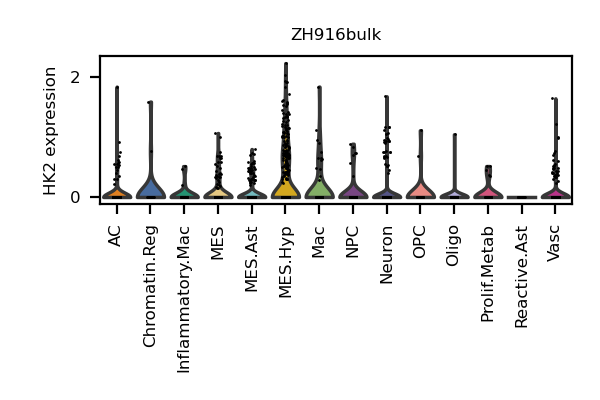 ZH916bulk
HK2 expression
2
0
AC
Chromatin.Reg
Inflammatory.Mac
MES
MES.Ast
MES.Hyp
Mac
NPC
Neuron
OPC
Oligo
Prolif.Metab
Reactive.Ast
Vasc